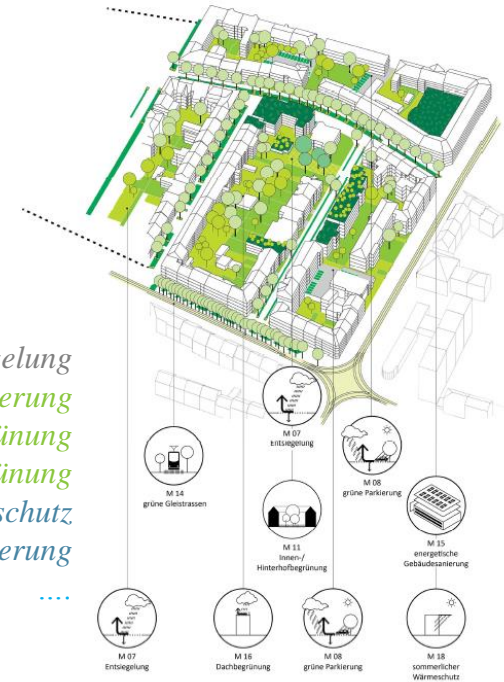 elung
erung
ünung
ünung
schutz
erung
....
M 07
Entsiegelung
M 14
grüne Gleistrassen
M 08
grüne Parkierung
M 11
Innen-/
Hinterhofbegrünung
M 15
energetische
Gebäudesanierung
M 07
Entsiegelung
M 16
Dachbegrünung
M 08
grüne Parkierung
M 18
sommerlicher
Wärmeschutz